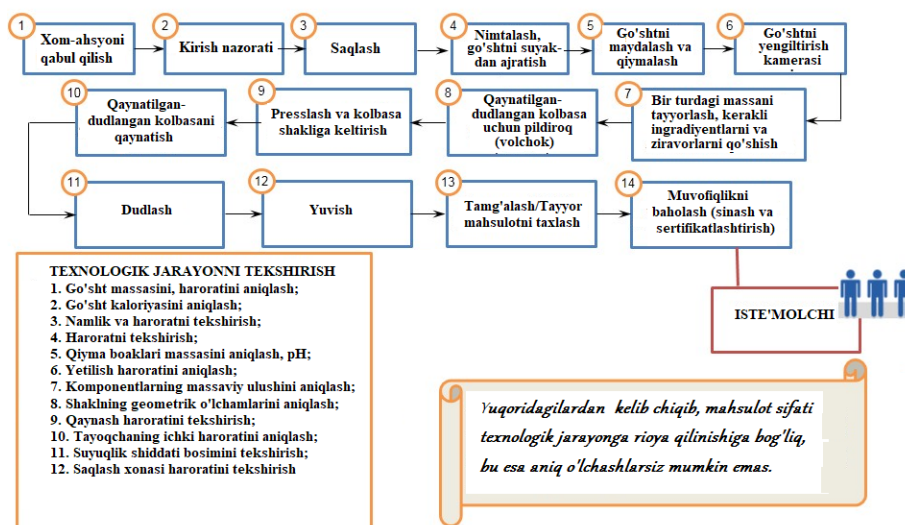 1
Xom-ahsyoni
qabul qilish
2
Kirish nazorati
3
Saqlash
4
Nimtalash,
go'shtni suyak-
dan ajratish
5
Go'shtni
maydalash va
qiymalash
6
Go'shtni
yengiltirish
kamerasi
7
Bir turdagi massani
tayyorlash, kerakli
ingradiyentlarni va
ziravorlarni qo'shish
8
Qaynatilgan-
dudlangan kolbasa
uchun pildiroq
(volchok)
9
Presslash va kolbasa
shakliga keltirish
10
Qaynatilgan-
dudlangan kolbasani
qaynatish
11
Dudlash
12
Yuvish
13
Tamg'alash/Tayyor
mahsulotni taxlash
14
Muvofiqlikni
baholash (sinash va
sertifikatlashtirish)
TEXNOLOGIK JARAYONNI TEKSHIRISH
1. Go'sht massasini, haroratini aniqlash;
2. Go'sht kaloriyasini aniqlash;
3. Namlik va haroratni tekshirish;
4. Haroratni tekshirish;
5. Qiyma boaklari massasini aniqlash, pH;
6. Yetilish haroratini aniqlash;
7. Komponentlarning massaviy ulushini aniqlash;
8. Shaklning geometrik o'lchamlarini aniqlash;
9. Qaynash haroratini tekshirish;
10. Tayoqchaning ichki haroratini aniqlash;
11. Suyuqlik shiddati bosimini tekshirish;
12. Saqlash xonasi haroratini tekshirish
ISTE'MOLCHI
Yuqoridagilardan kelib chiqib, mahsulot sifati
texnologik jarayonga rioya qilinishiga bog'liq,
bu esa aniq o'lchashlarsiz mumkin emas.